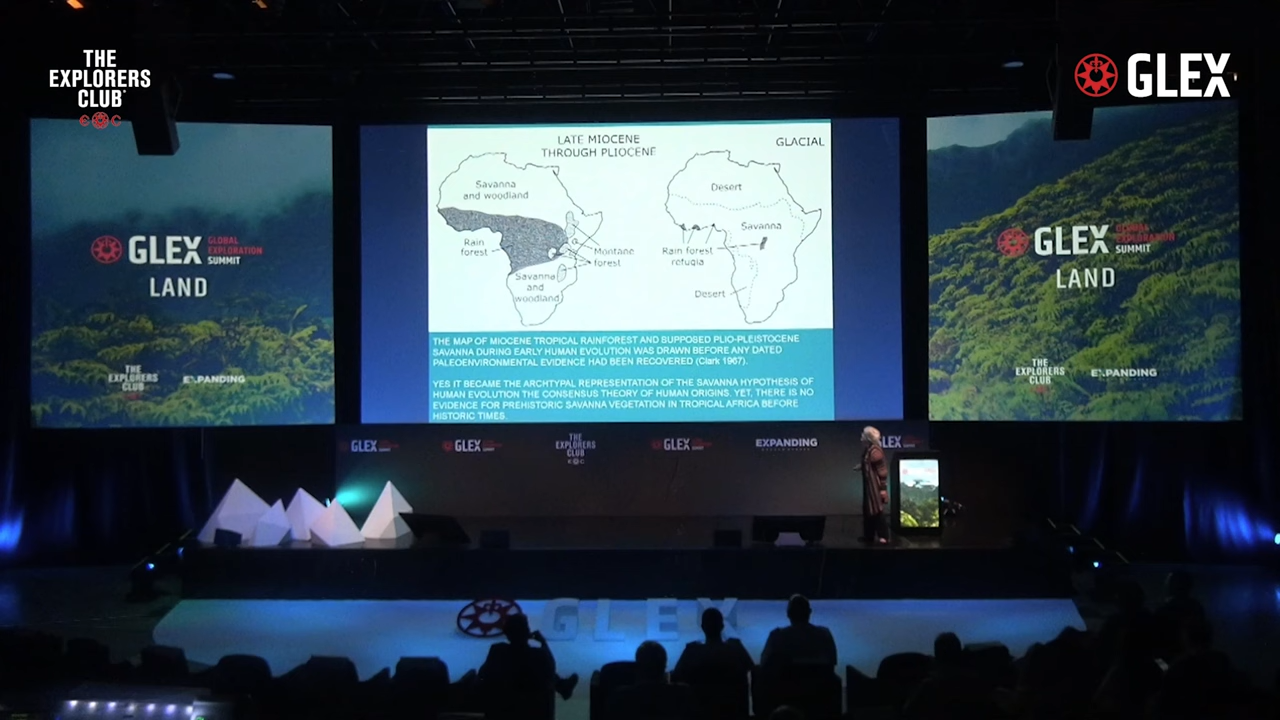 THE
EXPLORERS
CLUB
GLEX
GLEX
GLOBAL
EXPLORATION
SUMMIT
LAND
THE
EXPLORERS
CLUB
EXPANDING
LATE MIOCENE
THROUGH PLIOCENE
Savanna
and woodland
Rain
forest
Montane
forest
Savanna
and
woodland
GLACIAL
Desert
Savanna
Rain forest
refugia
Desert
THE MAP OF MIOCENE TROPICAL RAINFOREST AND SUPPOSED PLIO-PLEISTOCENE
SAVANNA DURING EARLY HUMAN EVOLUTION WAS DRAWN BEFORE ANY DATED
PALEOENVIRONMENTAL EVIDENCE HAD BEEN RECOVERED (Clark 1967).
YES IT BECAME THE ARCHTYPAL REPRESENTATION OF THE SAVANNA HYPOTHESIS OF
HUMAN EVOLUTION THE CONSENSUS THEORY OF HUMAN ORIGINS. YET, THERE IS NO
EVIDENCE FOR PREHISTORIC SAVANNA VEGETATION IN TROPICAL AFRICA BEFORE
HISTORIC TIMES.
GLEX
GLOBAL
EXPLORATION
SUMMIT
LAND
THE
EXPLORERS
CLUB
EXPANDING
GLEX
GLEX
THE
EXPLORERS
CLUB
GLEX
EXPANDING
GLEX
GLEX